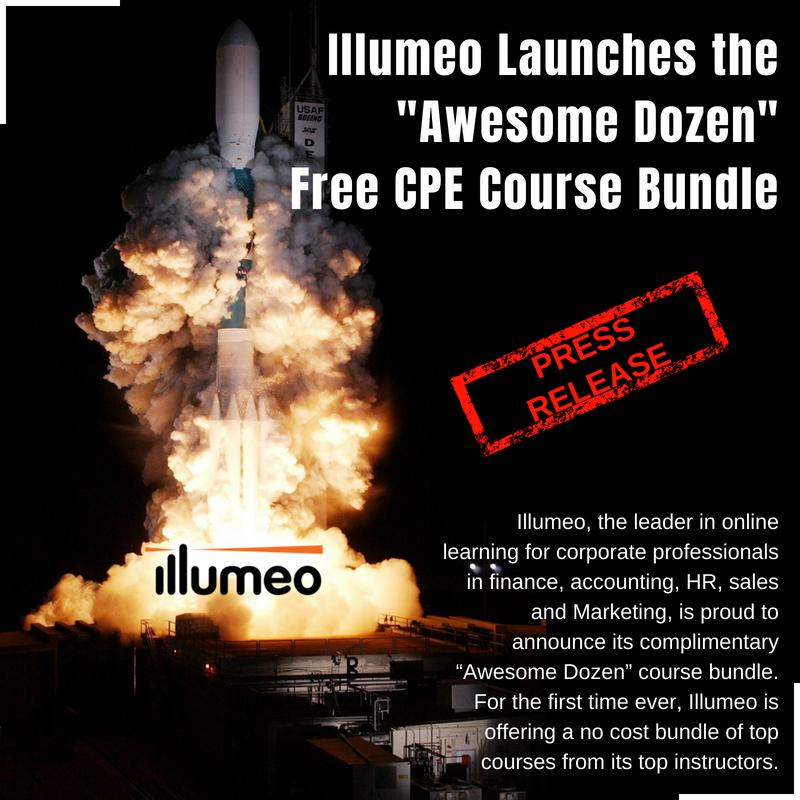 Illumeo Launches the
"Awesome Dozen"
Free CPE Course Bundle
USAF
BOEING
D
E
PRESS
RELEASE
illumeo
Illumeo, the leader in online
learning for corporate professionals
in finance, accounting, HR, sales
and Marketing, is proud to
announce its complimentary
“Awesome Dozen” course bundle.
For the first time ever, Illumeo is
offering a no cost bundle of top
courses from its top instructors.